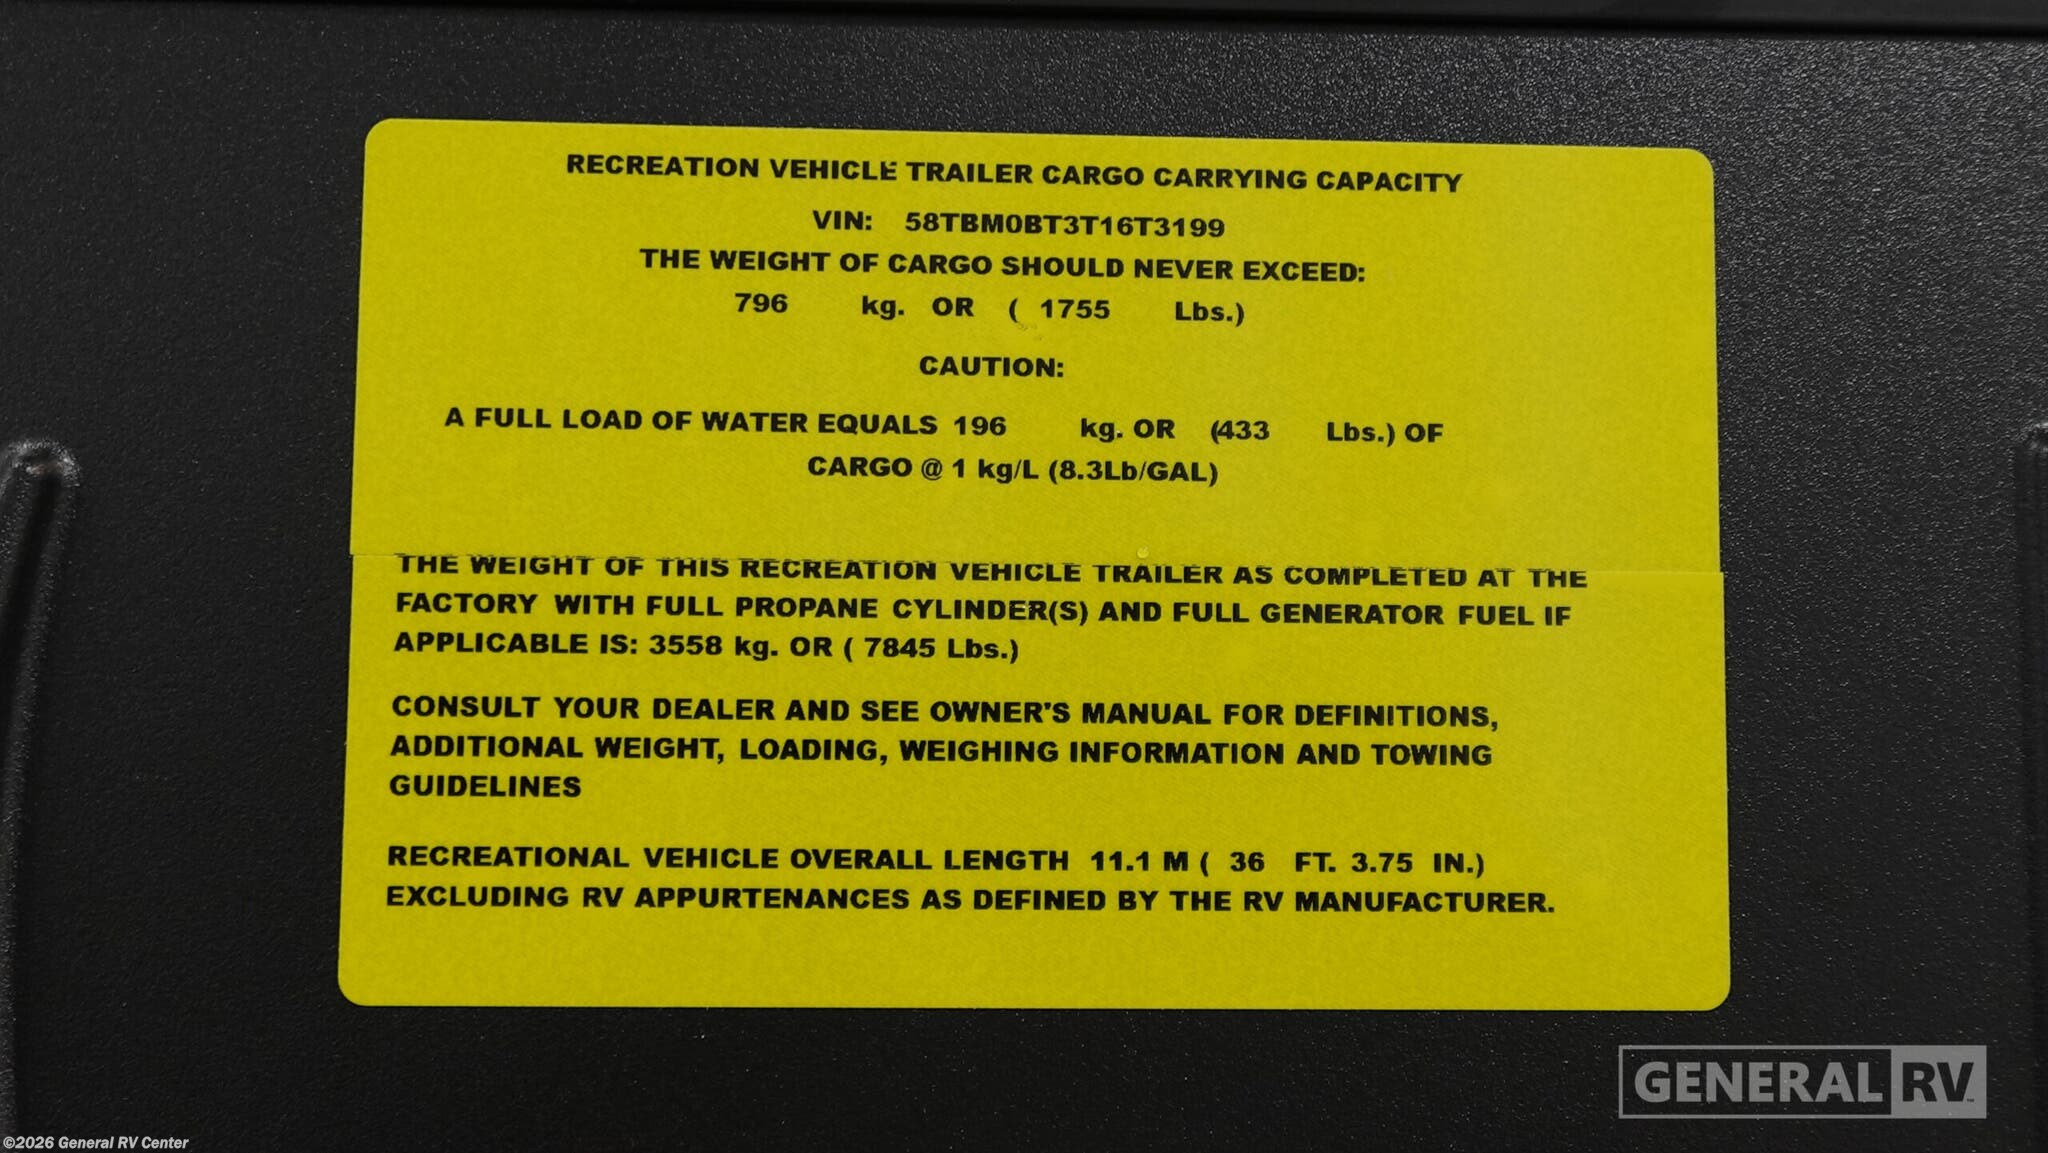 RECREATION VEHICLE TRAILER CARGO CARRYING CAPACITY
VIN: 58TBM0BT3T16T3199
THE WEIGHT OF CARGO SHOULD NEVER EXCEED:
796 kg. OR ( 1755 Lbs.)
CAUTION:
A FULL LOAD OF WATER EQUALS 196 kg. OR (433 Lbs.) OF
CARGO @ 1 kg/L (8.3Lb/GAL)
THE WEIGHT OF THIS RECREATION VEHICLE TRAILER AS COMPLETED AT THE
FACTORY WITH FULL PROPANE CYLINDER(S) AND FULL GENERATOR FUEL IF
APPLICABLE IS: 3558 kg. OR ( 7845 Lbs.)
CONSULT YOUR DEALER AND SEE OWNER'S MANUAL FOR DEFINITIONS,
ADDITIONAL WEIGHT, LOADING, WEIGHING INFORMATION AND TOWING
GUIDELINES
RECREATIONAL VEHICLE OVERALL LENGTH 11.1 M ( 36 FT. 3.75 IN.)
EXCLUDING RV APPURTENANCES AS DEFINED BY THE RV MANUFACTURER.
GENERAL RV
©2026 General RV Center